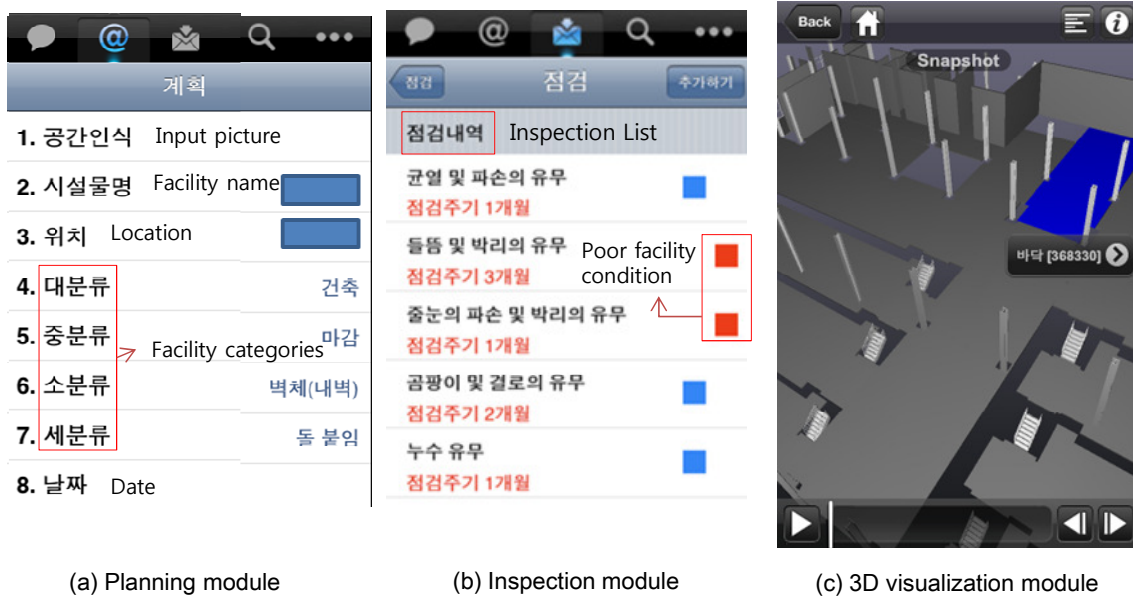 계획
1. 공간인식 Input picture
2. 시설물명 Facility name
3. 위치 Location
4. 대분류 건축
5. 중분류 마감
Facility categories
6. 소분류 벽체(내벽)
7. 세분류 돌 붙임
8. 날짜 Date
(a) Planning module
점검 점검 추가하기
점검내역 Inspection List
균열 및 파손의 유무
점검주기 1개월
들뜸 및 박리의 유무
점검주기 3개월
Poor facility
condition
줄눈의 파손 및 박리의 유무
점검주기 1개월
곰팡이 및 결로의 유무
점검주기 2개월
누수 유무
점검주기 1개월
(b) Inspection module
Back
Snapshot
바닥 [368330]
(c) 3D visualization module